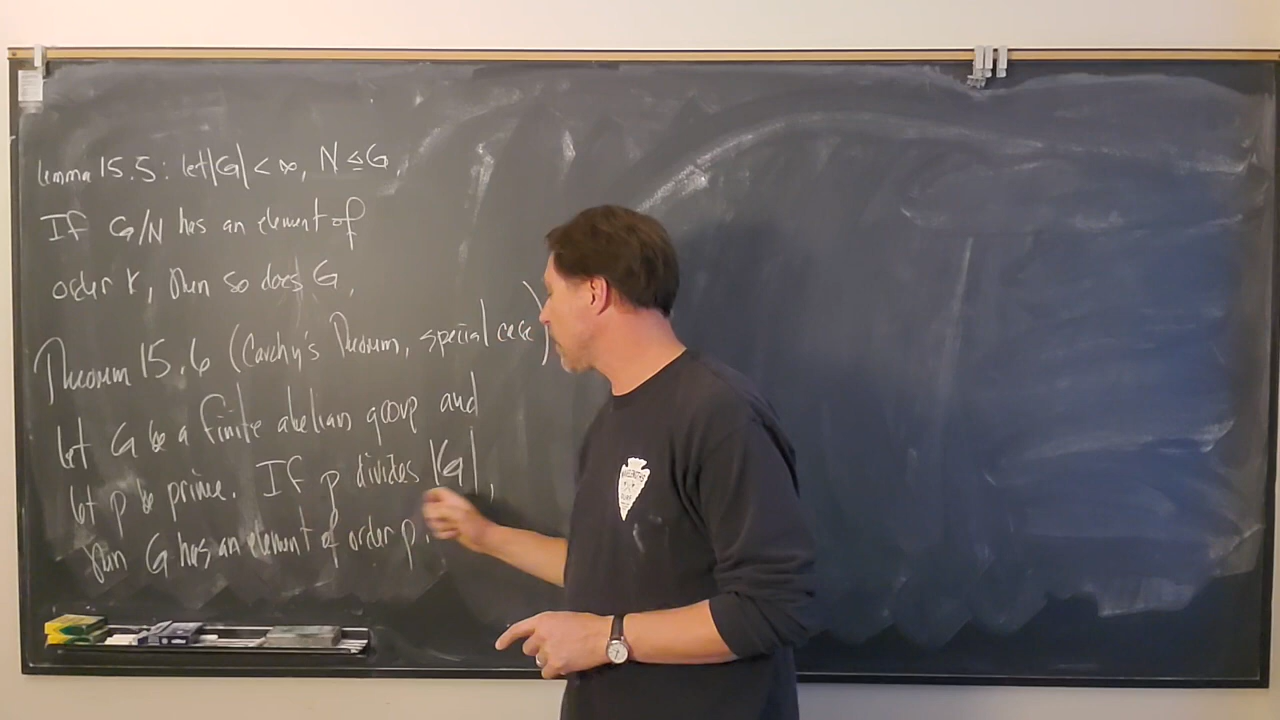 Lemma 15.5: let |G| < ∞, N ⊴ G.
If G/N has an element of
order k, then so does G.
Theorem 15.6 (Cauchy's Theorem, special case)
Let G be a finite abelian group and
let p be prime. If p divides |G|,
then G has an element of order p.